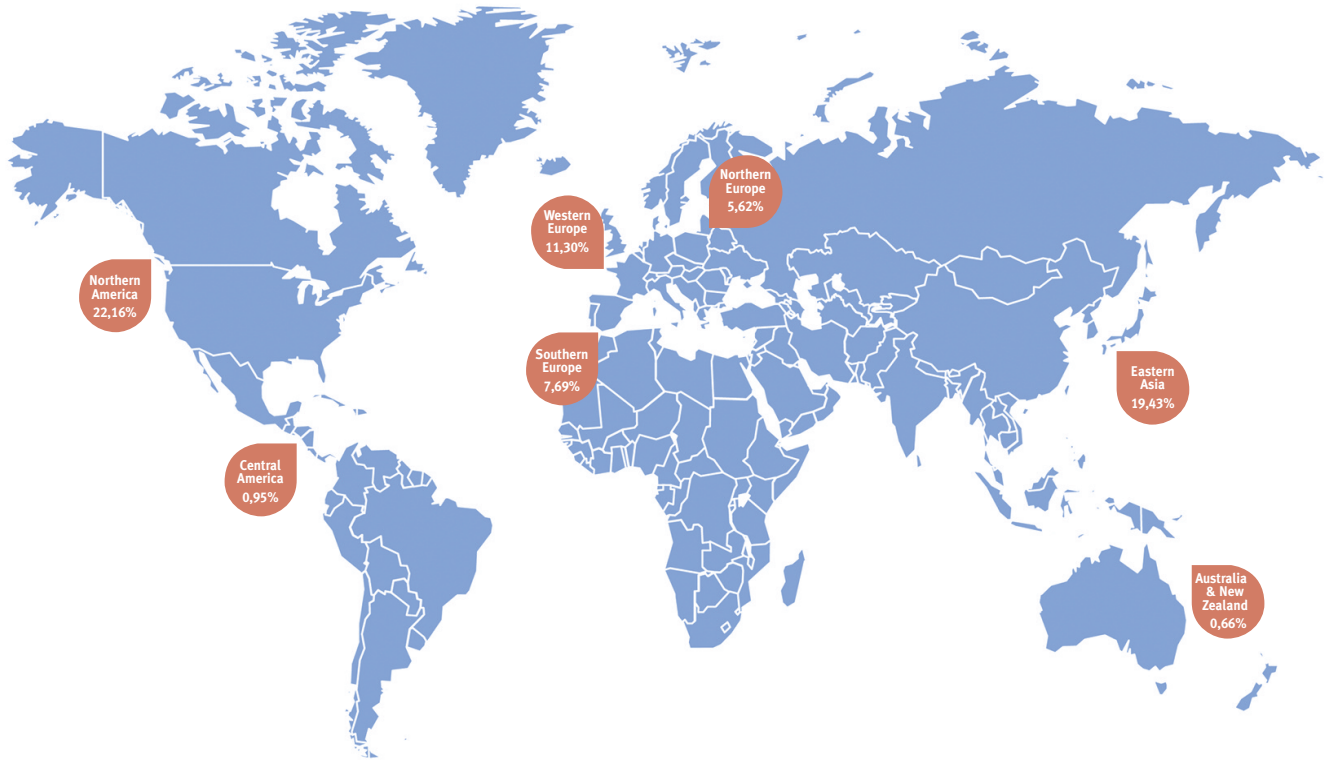 Northern
Europe
5,62%
Western
Europe
11,30%
Northern
America
22,16%
Southern
Europe
7,69%
Eastern
Asia
19,43%
Central
America
0,95%
Australia
& New
Zealand
0,66%